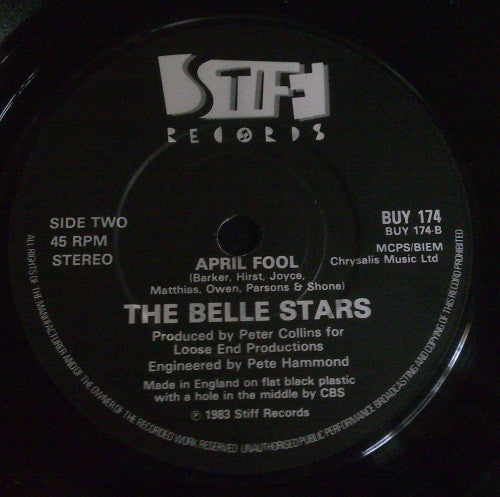 STIFF
RECORDS
SIDE TWO
45 RPM
STEREO
BUY 174
BUY 174-B
MCPS/BIEM
Chrysalis Music Ltd
APRIL FOOL
(Barker, Hirst, Joyce,
Matthias, Owen, Parsons & Shone)
THE BELLE STARS
Produced by Peter Collins for
Loose End Productions
Engineered by Pete Hammond
Made in England on flat black plastic
with a hole in the middle by CBS
℗ 1983 Stiff Records
ALL RIGHTS OF THE MANUFACTURER AND OF THE OWNER OF THE RECORDED WORK RESERVED UNAUTHORISED PUBLIC PERFORMANCE BROADCASTING AND COPYING OF THIS RECORD PROHIBITED